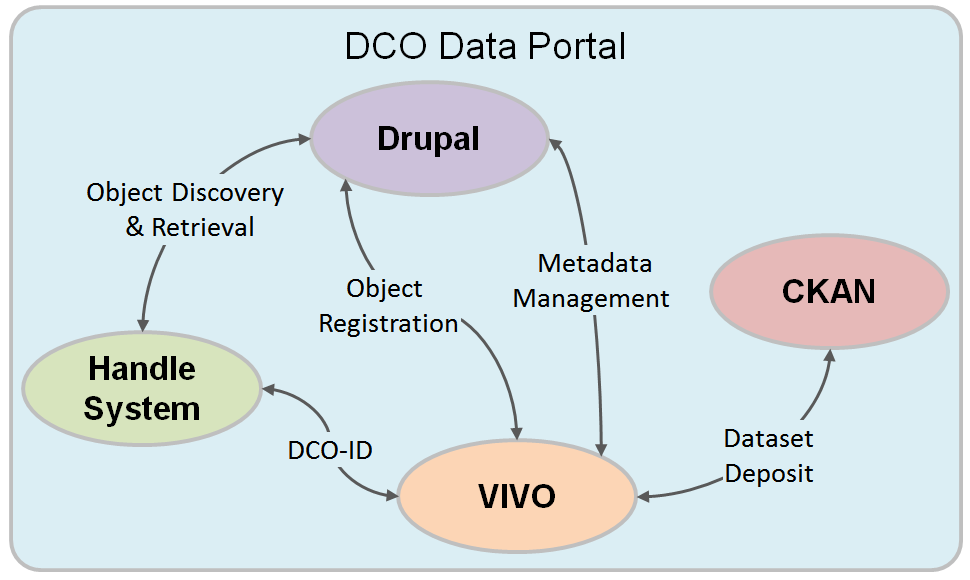 DCO Data Portal
Drupal
Object Discovery
& Retrieval
Metadata
Management
Object
Registration
CKAN
Handle
System
DCO-ID
Dataset
Deposit
VIVO